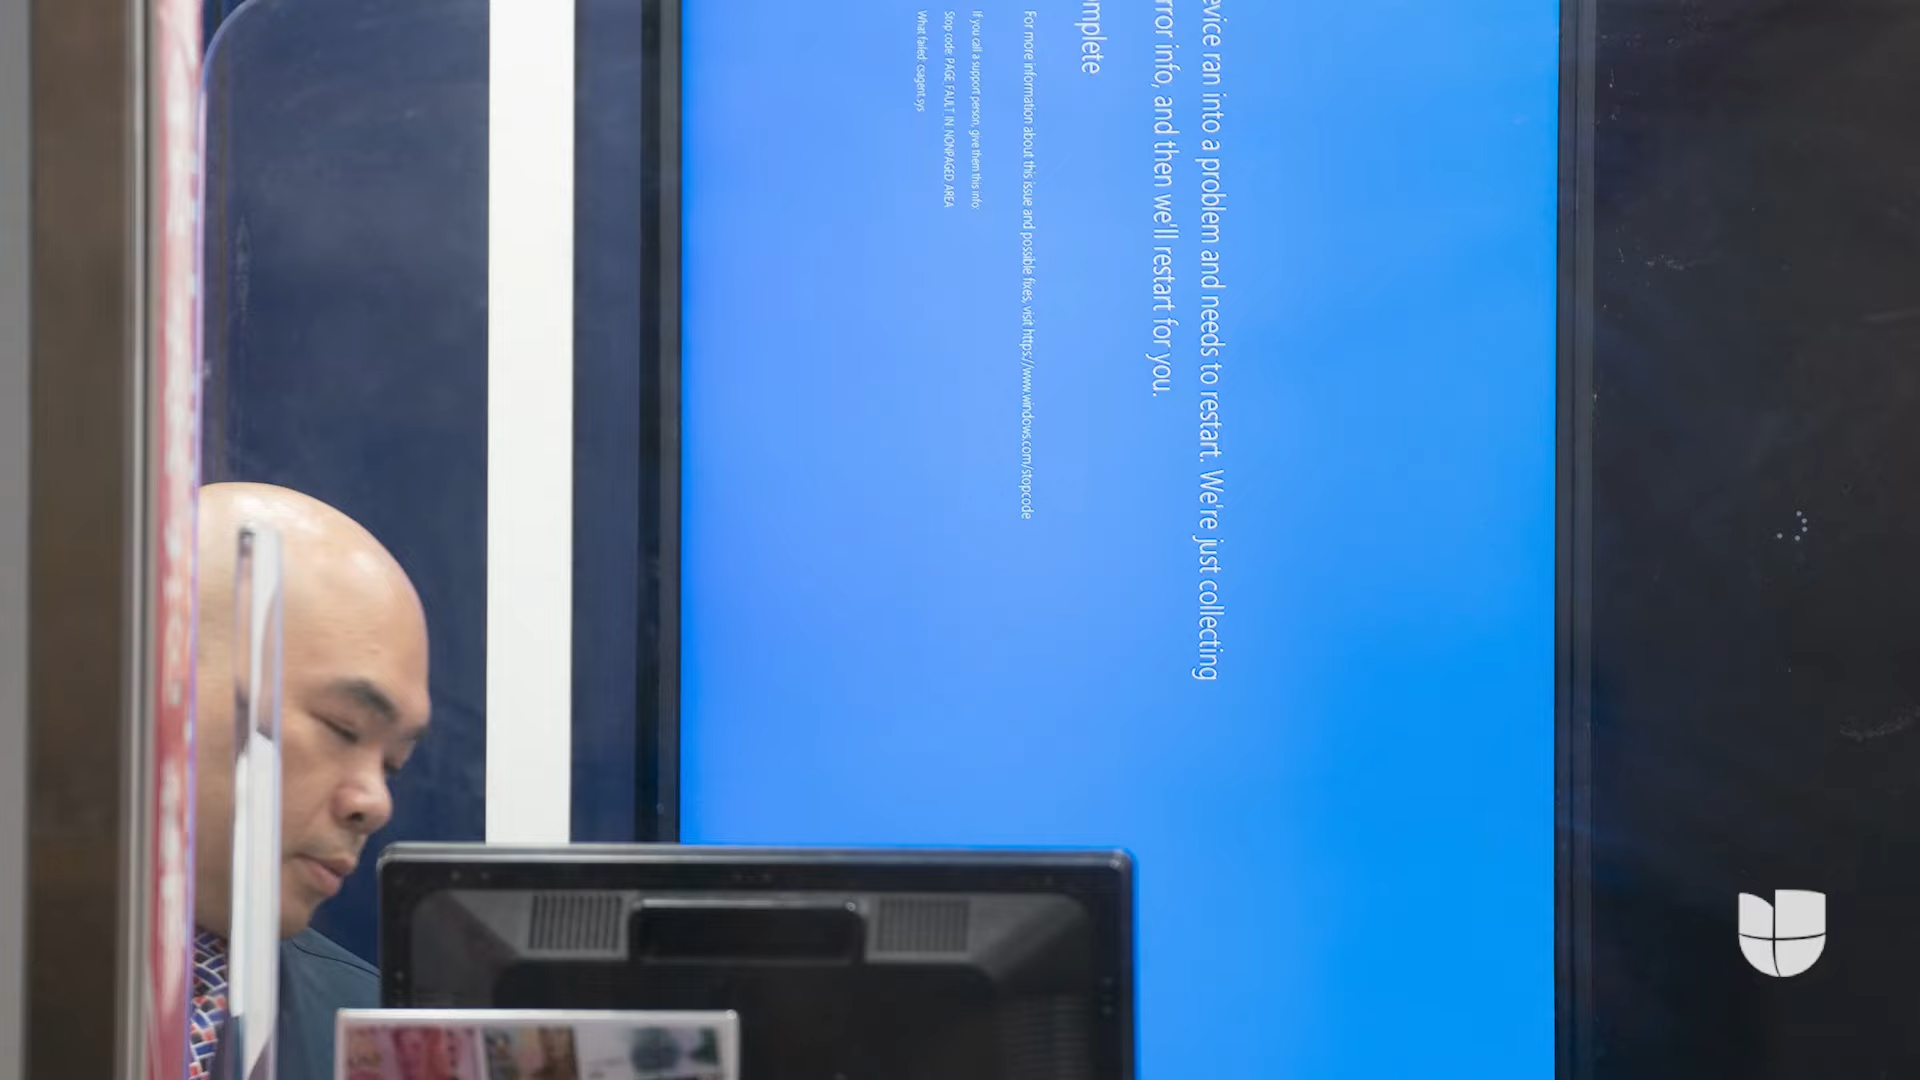 evice ran into a problem and needs to restart. We're just collecting
rror info, and then we'll restart for you.
mplete
For more information about this issue and possible fixes, visit https://www.windows.com/stopcode
If you call a support person, give them this info:
Stop code: PAGE FAULT IN NONPAGED AREA
What failed: csagent.sys